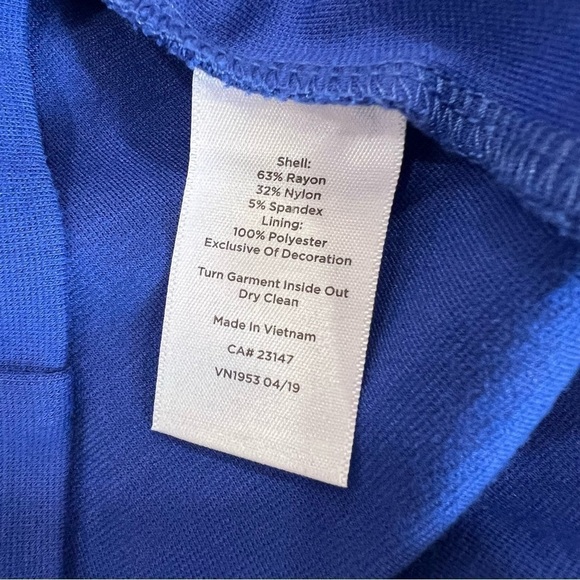 Shell:
63% Rayon
32% Nylon
5% Spandex
Lining:
100% Polyester
Exclusive Of Decoration
Turn Garment Inside Out
Dry Clean
Made In Vietnam
CA# 23147
VN1953 04/19